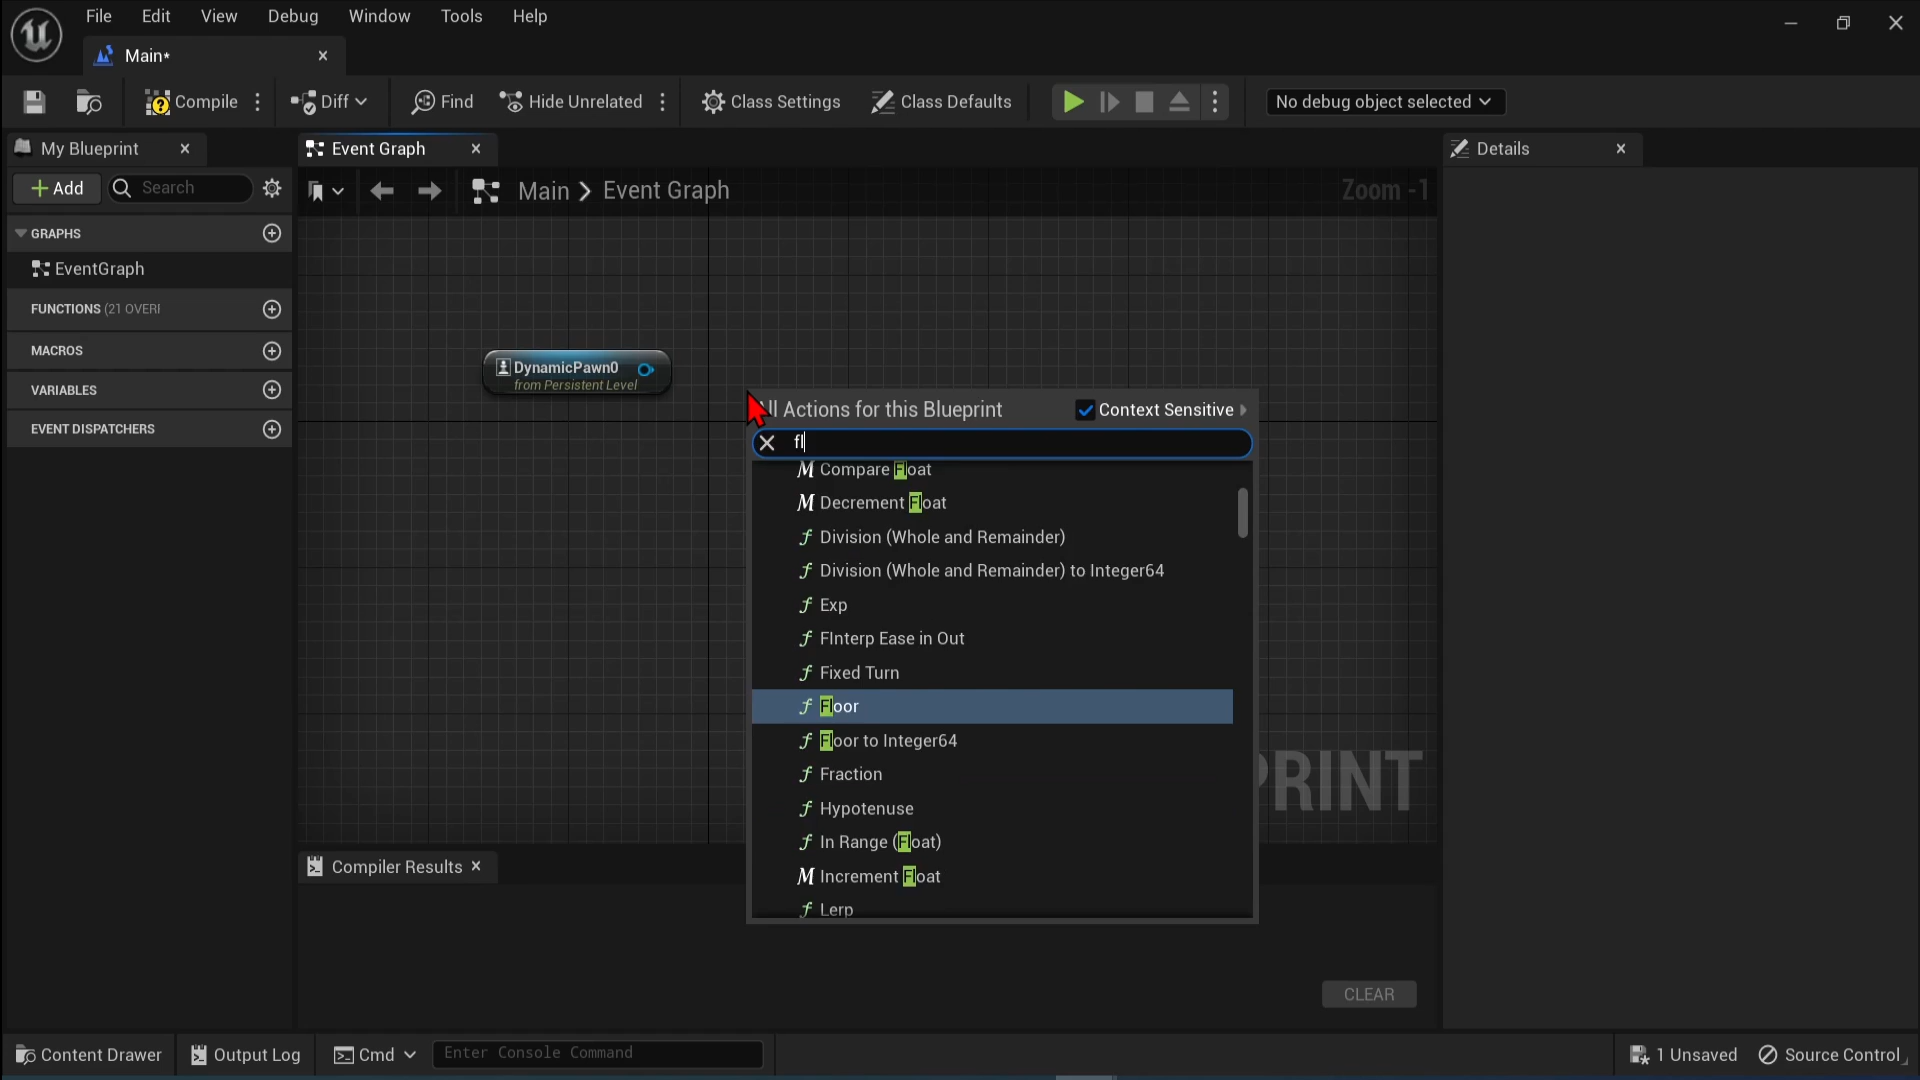 File Edit View Debug Window Tools Help
Main*
Compile Diff Find Hide Unrelated Class Settings Class Defaults No debug object selected
My Blueprint Event Graph Details
+ Add Search Main > Event Graph Zoom -1
GRAPHS
EventGraph
FUNCTIONS (21 OVERI
MACROS
VARIABLES
EVENT DISPATCHERS
DynamicPawn0
from Persistent Level
ll Actions for this Blueprint Context Sensitive
fl
Compare Float
Decrement Float
Division (Whole and Remainder)
Division (Whole and Remainder) to Integer64
Exp
FInterp Ease in Out
Fixed Turn
Floor
Floor to Integer64
Fraction
Hypotenuse
In Range (Float)
Increment Float
Lerp
PRINT
Compiler Results
CLEAR
Content Drawer Output Log Cmd Enter Console Command 1 Unsaved Source Control